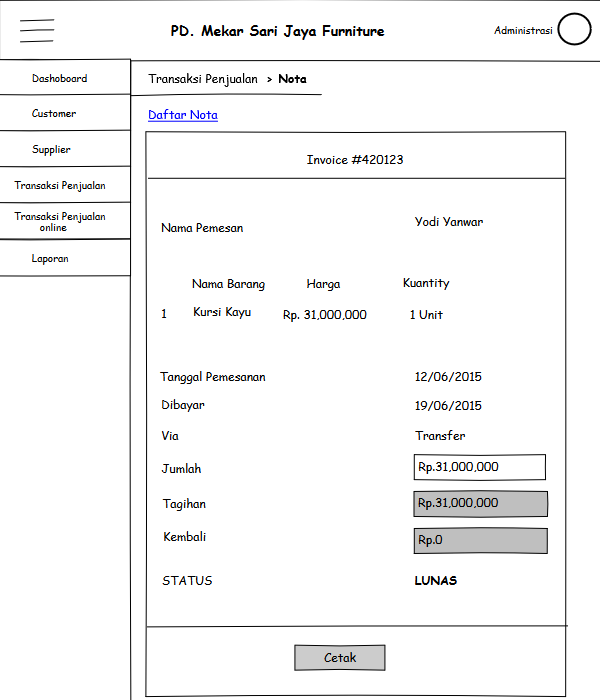 PD. Mekar Sari Jaya Furniture
Administrasi
Dashoboard
Customer
Supplier
Transaksi Penjualan
Transaksi Penjualan
online
Laporan
Transaksi Penjualan > Nota
Daftar Nota
Invoice #420123
Nama Pemesan Yodi Yanwar
Nama Barang Harga Kuantity
1 Kursi Kayu Rp. 31,000,000 1 Unit
Tanggal Pemesanan 12/06/2015
Dibayar 19/06/2015
Via Transfer
Jumlah Rp.31,000,000
Tagihan Rp.31,000,000
Kembali Rp.0
STATUS LUNAS
Cetak